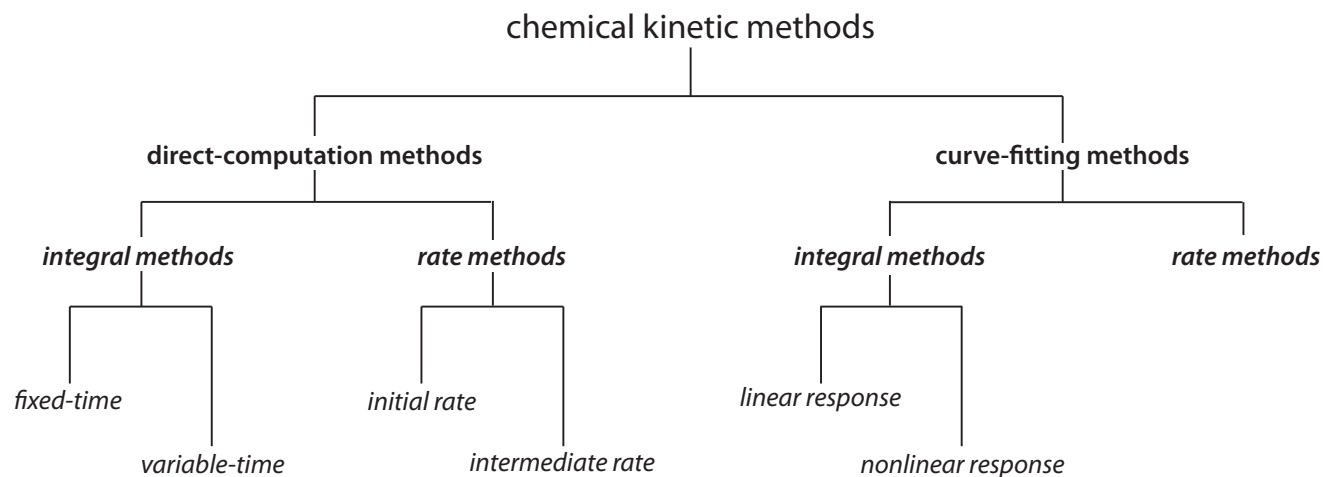 chemical kinetic methods
direct-computation methods
curve-fitting methods
integral methods
rate methods
integral methods
rate methods
fixed-time
initial rate
linear response
variable-time
intermediate rate
nonlinear response